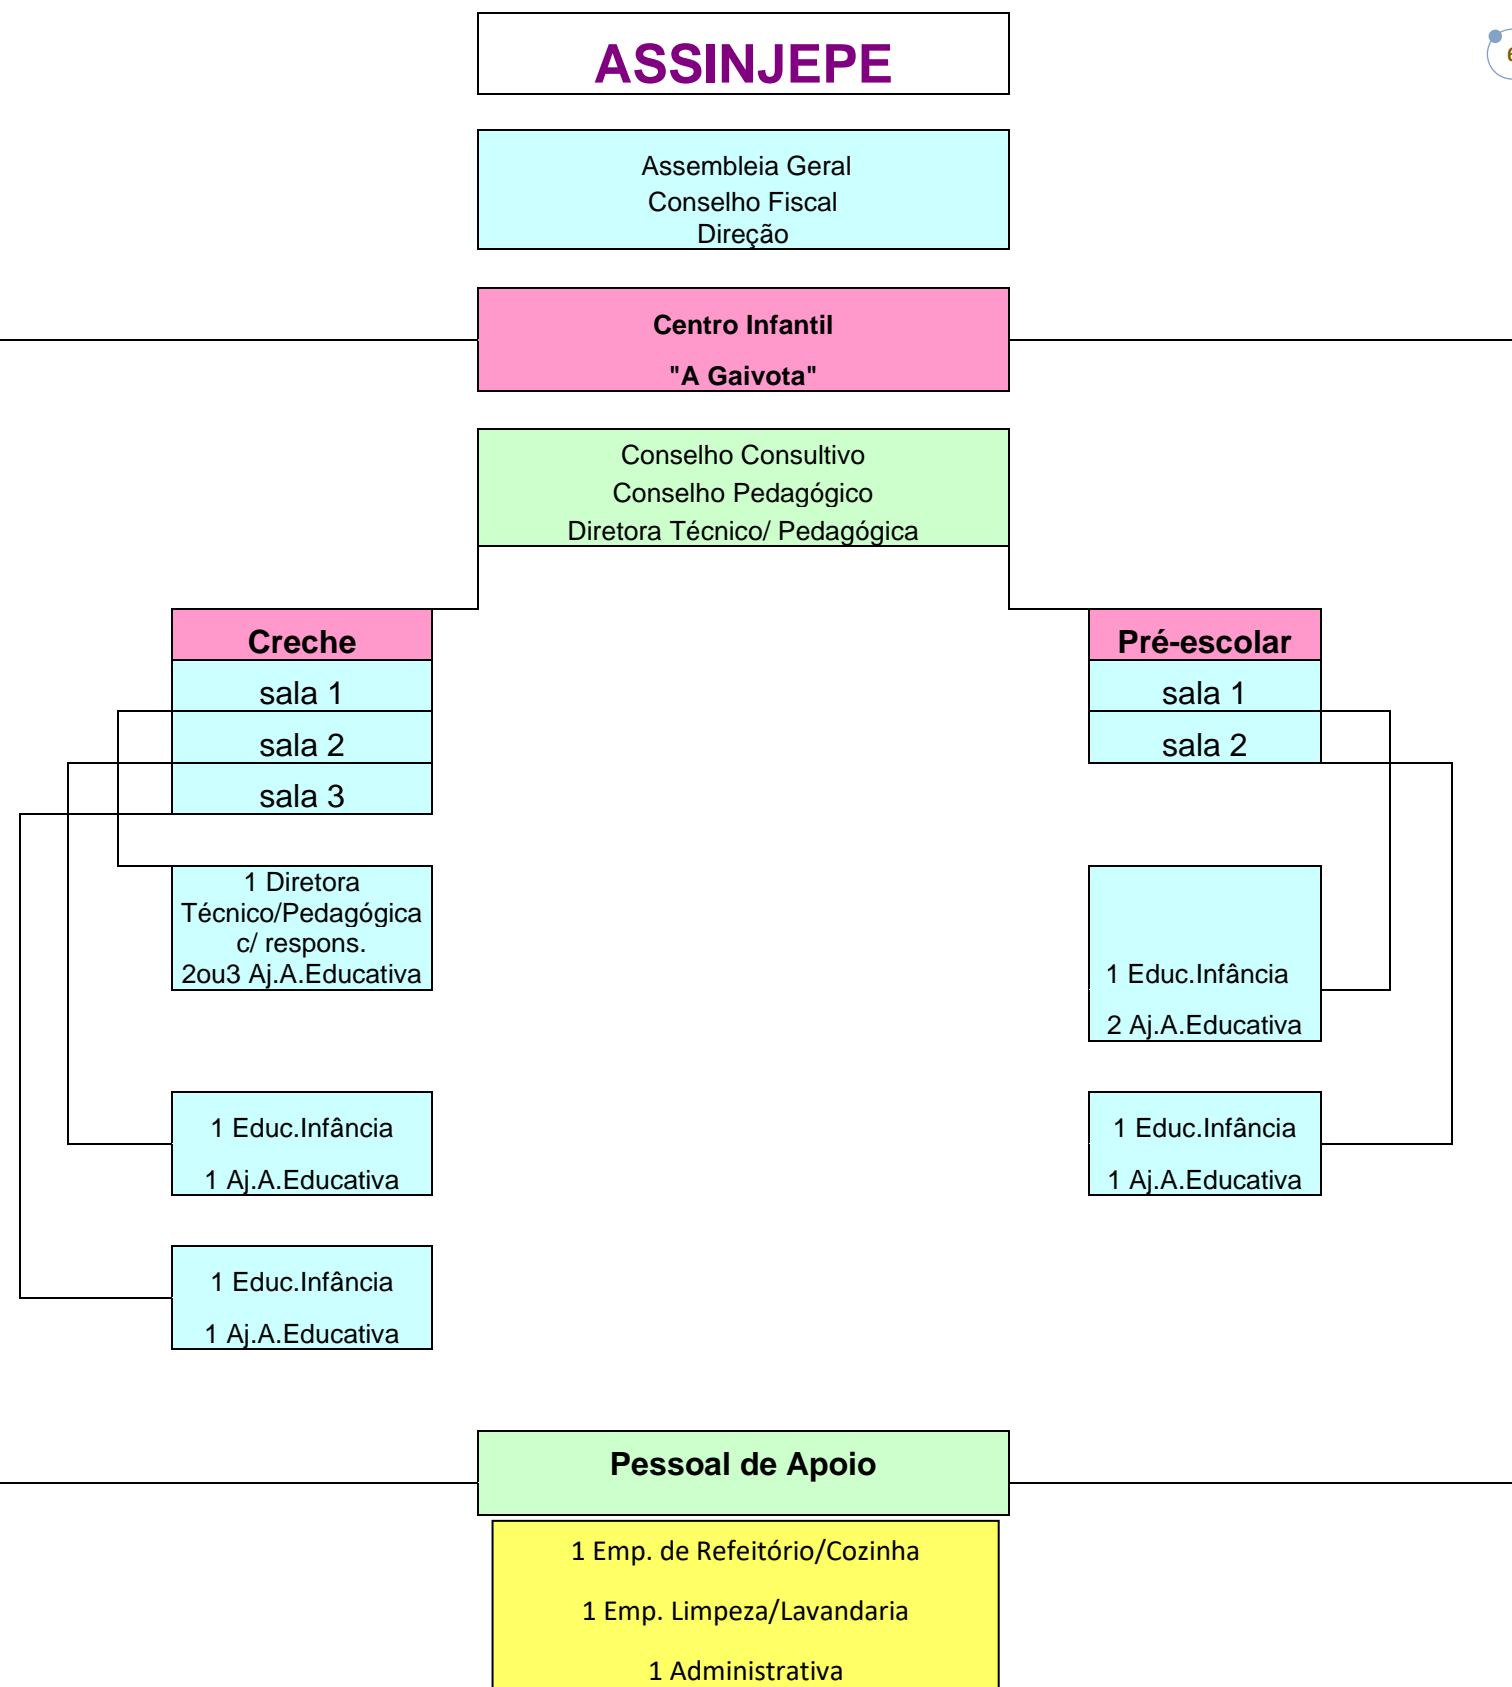 ASSINJEPE
6
Assembleia Geral
Conselho Fiscal
Direção
Centro Infantil
"A Gaivota"
Conselho Consultivo
Conselho Pedagógico
Diretora Técnico/ Pedagógica
Creche
sala 1
sala 2
sala 3
Pré-escolar
sala 1
sala 2
1 Diretora
Técnico/Pedagógica
c/ respons.
2ou3 Aj.A.Educativa
1 Educ.Infância
2 Aj.A.Educativa
1 Educ.Infância
1 Aj.A.Educativa
1 Educ.Infância
1 Aj.A.Educativa
1 Educ.Infância
1 Aj.A.Educativa
Pessoal de Apoio
1 Emp. de Refeitório/Cozinha
1 Emp. Limpeza/Lavandaria
1 Administrativa